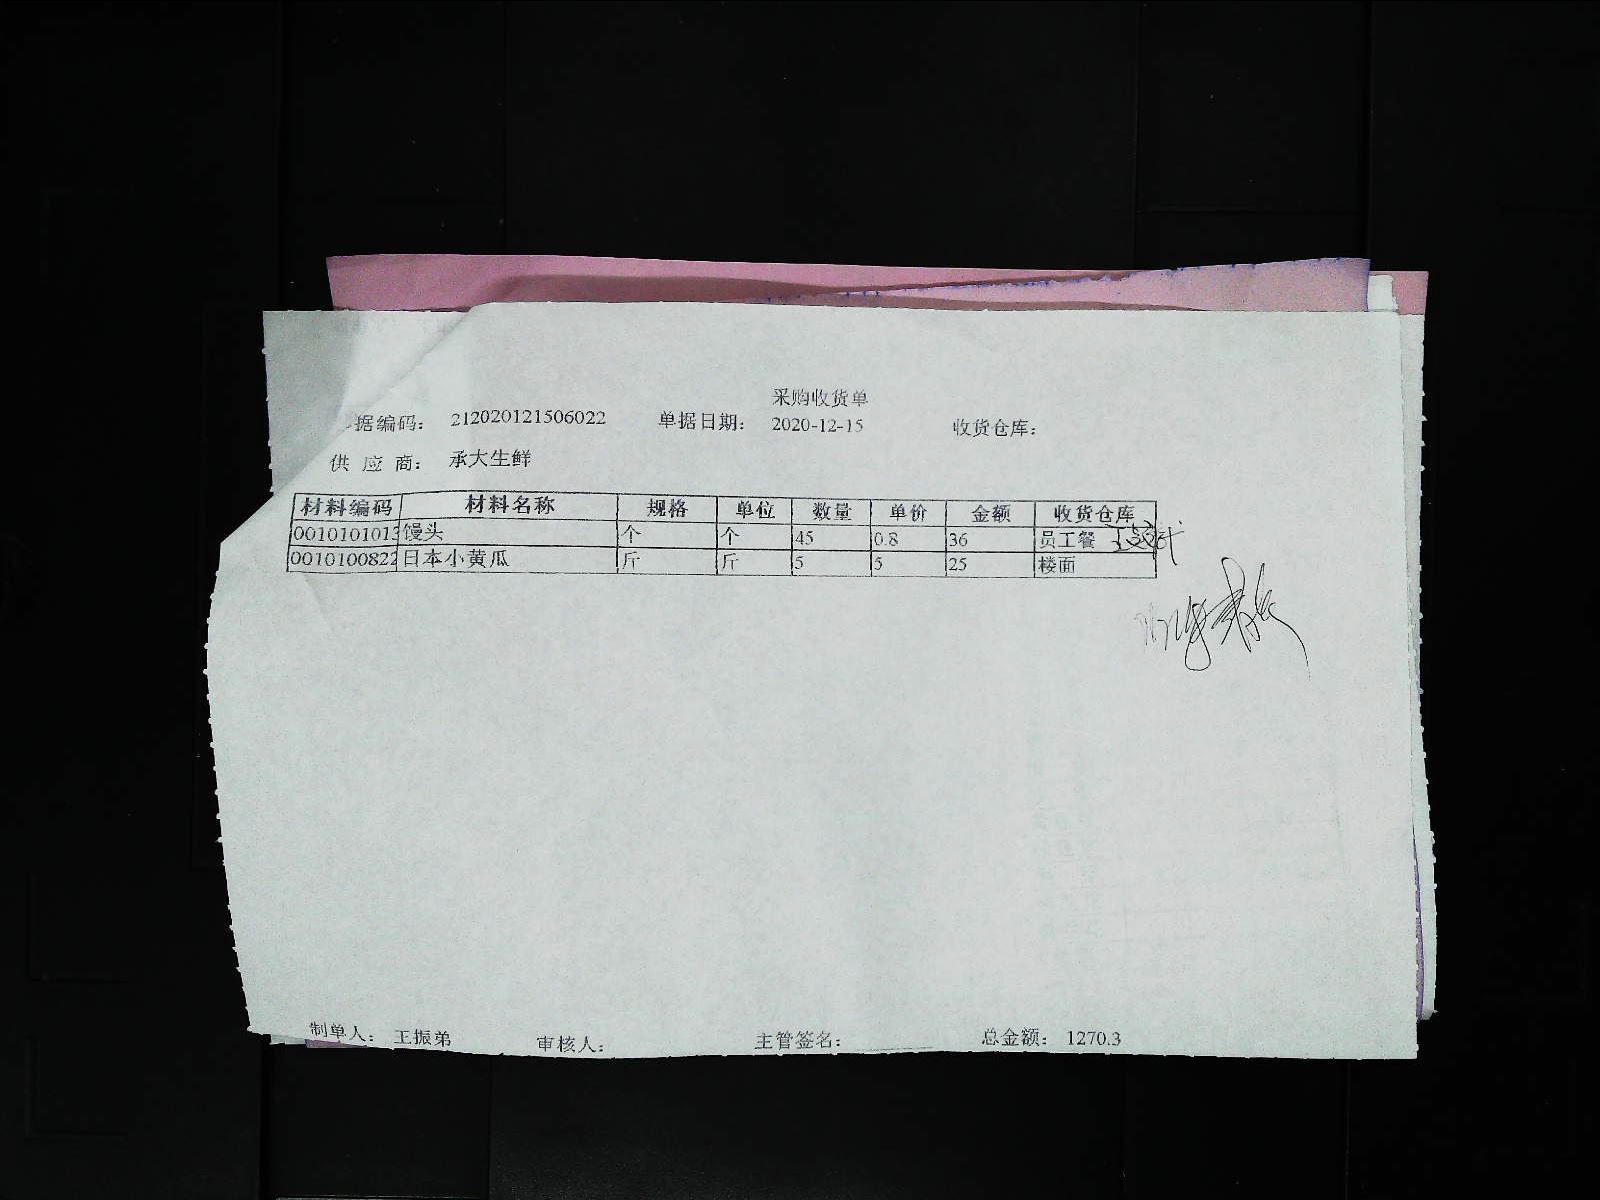 采购收货单
据编码： 212020121506022 单据日期： 2020-12-15 收货仓库：
供 应 商： 承大生鲜
材料编码 材料名称 规格 单位 数量 单价 金额 收货仓库
0010101013 馒头 个 个 45 0.8 36 员工餐
0010100822 日本小黄瓜 斤 斤 5 5 25 楼面
制单人： 王振弟 审核人： 主管签名： 总金额： 1270.3